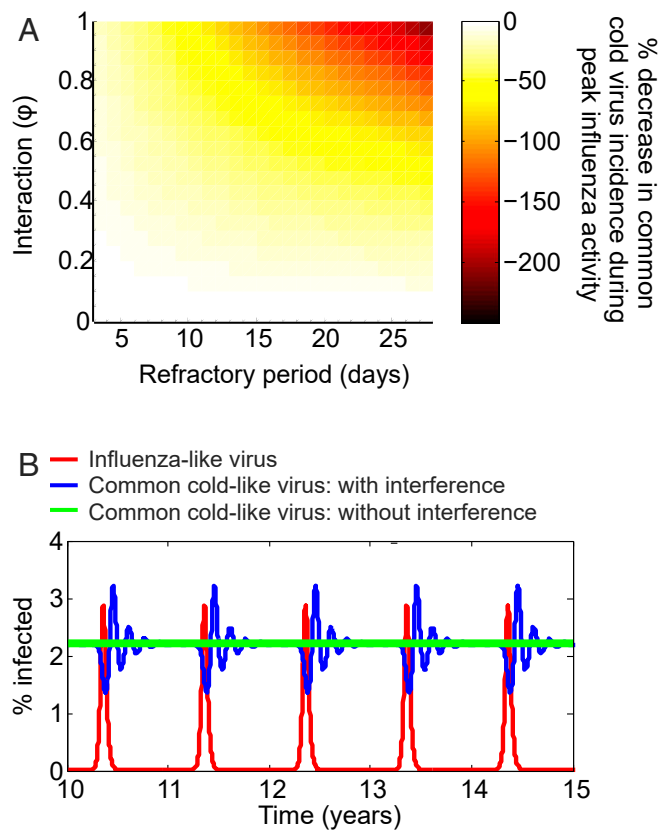 A
Interaction (φ)
1
0.8
0.6
0.4
0.2
0
5
10
15
20
25
Refractory period (days)
0
−50
−100
−150
−200
% decrease in common
cold virus incidence during
peak influenza activity
B
Influenza-like virus
Common cold-like virus: with interference
Common cold-like virus: without interference
% infected
4
3
2
1
0
10
11
12
13
14
15
Time (years)